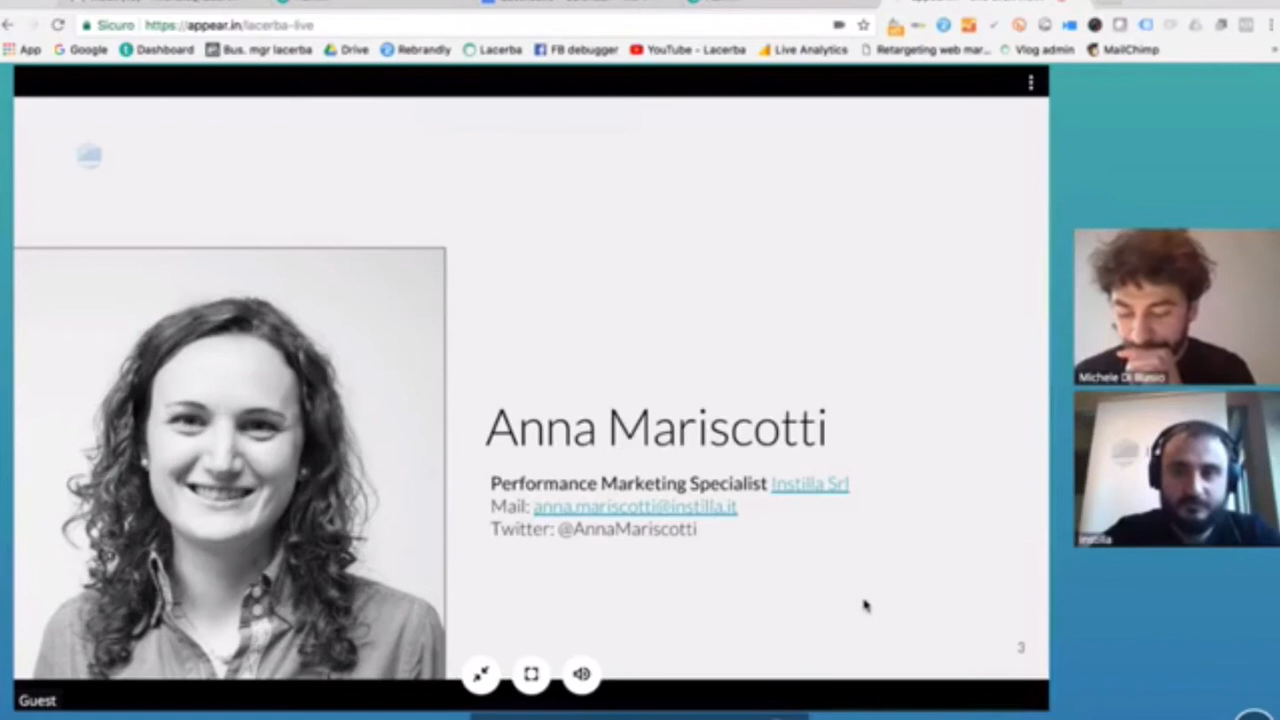 Sicuro https://appear.in/lacerba-live
App Google Dashboard Bus. mgr lacerba Drive Rebrandly Lacerba FB debugger YouTube - Lacerba Live Analytics Retargeting web mar... Vlog admin MailChimp
Anna Mariscotti
Performance Marketing Specialist Instilla Srl
Mail: anna.mariscotti@instilla.it
Twitter: @AnnaMariscotti
3
Guest
Michele Di
Instilla